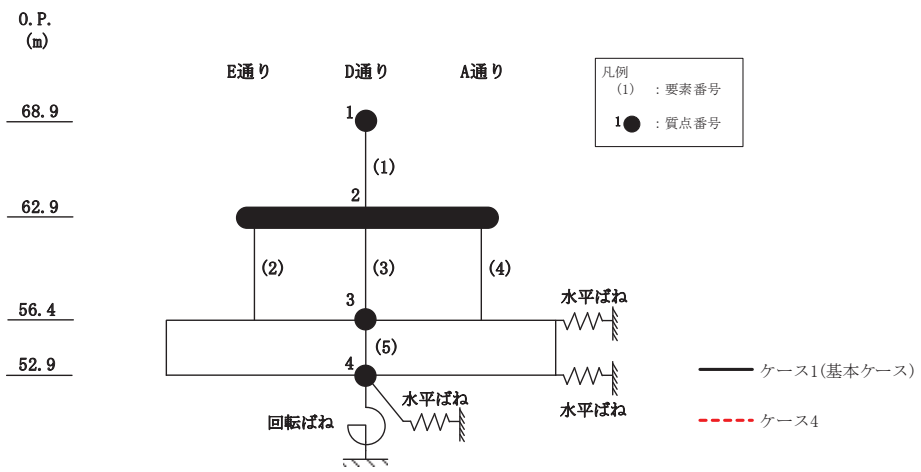 O.P.
(m)
E通り D通り A通り
凡例
(1) : 要素番号
1 : 質点番号
68.9
1
(1)
62.9
2
(2) (3) (4)
56.4
3
水平ばね
(5)
52.9
4
水平ばね
水平ばね
回転ばね
ケース1(基本ケース)
ケース4